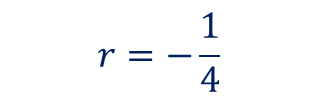 r = −1/4